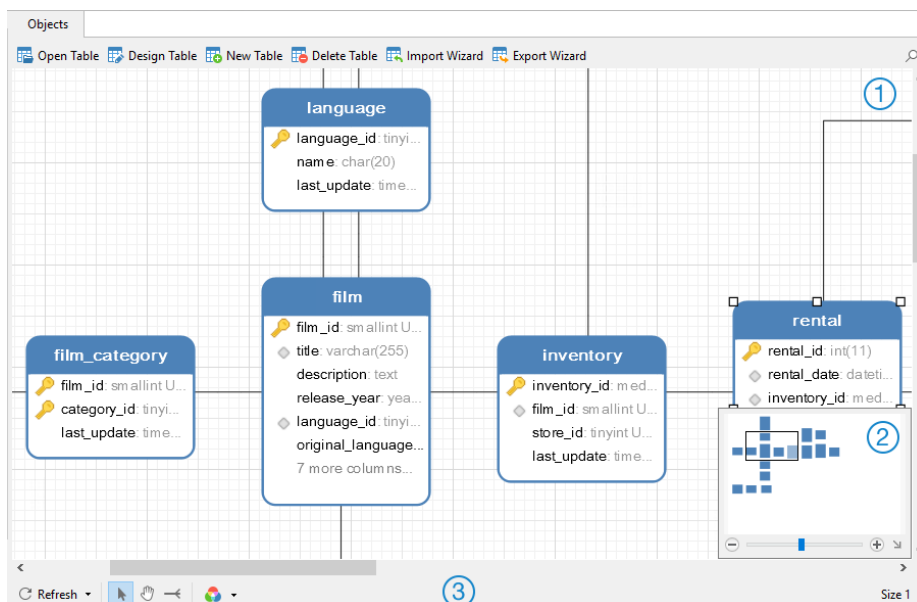 Objects
Open Table Design Table New Table Delete Table Import Wizard Export Wizard
1
language
language_id: tinyi...
name: char(20)
last_update: time...
film
film_id: smallint U...
title: varchar(255)
description: text
release_year: yea...
language_id: tinyi...
original_language...
7 more columns...
film_category
film_id: smallint U...
category_id: tinyi...
last_update: time...
inventory
inventory_id: med...
film_id: smallint U...
store_id: tinyint U...
last_update: time...
rental
rental_id: int(11)
rental_date: dateti...
inventory_id: med...
2
Refresh
3
Size 1